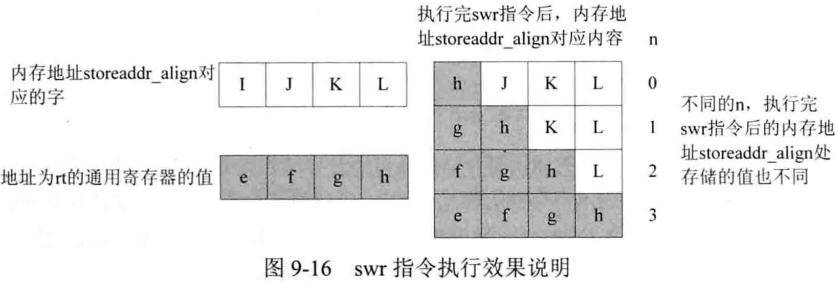 执行完swr指令后，内存地
址storeaddr_align对应内容 n
内存地址storeaddr_align对
应的字
I J K L
h J K L 0
g h K L 1
f g h L 2
e f g h 3
不同的n，执行完
swr指令后的内存地
址storeaddr_align处
存储的值也不同
地址为rt的通用寄存器的值
e f g h
图 9-16 swr 指令执行效果说明